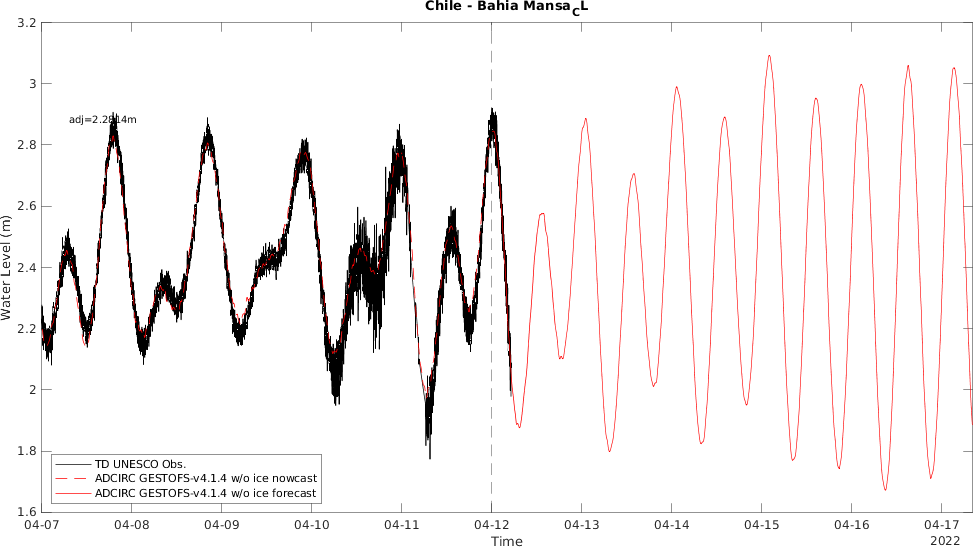 Chile - Bahia Mansa_CL
3.2
3
2.8
2.6
2.4
2.2
2
1.8
1.6
Water Level (m)
adj=2.2814m
TD UNESCO Obs.
ADCIRC GESTOFS-v4.1.4 w/o ice nowcast
ADCIRC GESTOFS-v4.1.4 w/o ice forecast
04-07 04-08 04-09 04-10 04-11 04-12 04-13 04-14 04-15 04-16 04-17
Time 2022